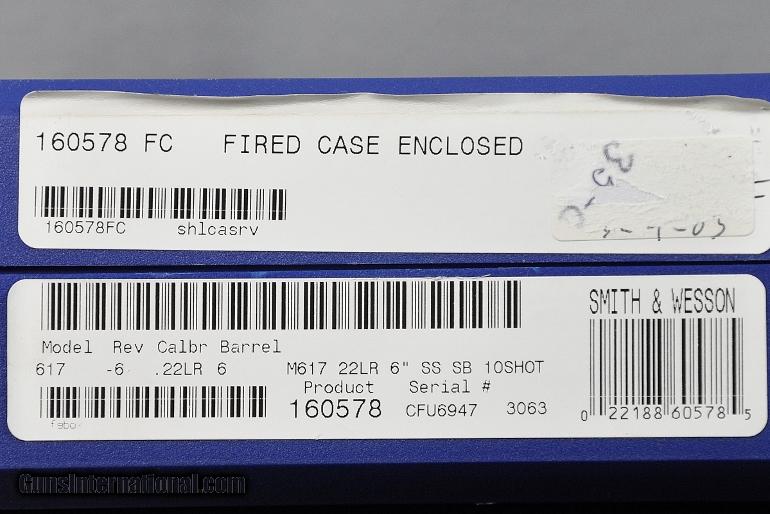 160578 FC FIRED CASE ENCLOSED
160578FC shlcasrv
SMITH & WESSON
Model Rev Calbr Barrel
617 -6 .22LR 6 M617 22LR 6" SS SB 10SHOT
Product Serial #
160578 CFU6947 3063
0 22188 60578 5
GunsInternational.com